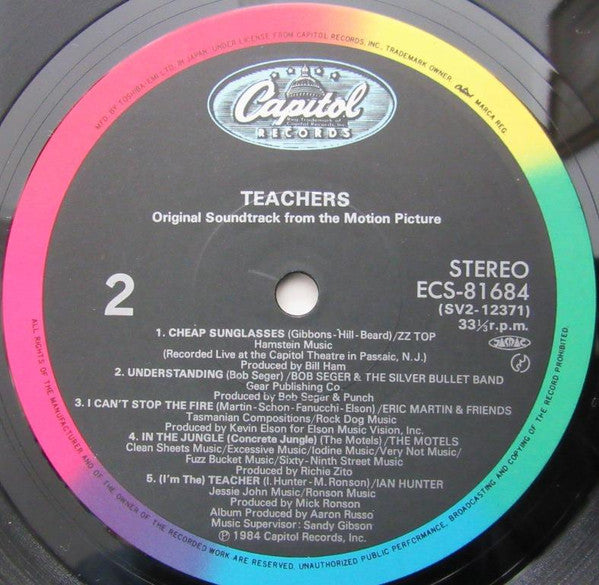 MFD. BY TOSHIBA-EMI LTD. IN JAPAN. UNDER LICENSE FROM CAPITOL RECORDS, INC., TRADEMARK OWNER. Capitol MARCA REG.
Capitol
Reg. Trademark of
Capitol Records, Inc.
RECORDS
TEACHERS
Original Soundtrack from the Motion Picture
2
STEREO
ECS-81684
(SV2-12371)
33⅓r.p.m.
JASRAC
1. CHEAP SUNGLASSES (Gibbons-Hill-Beard)/ZZ TOP
Hamstein Music
(Recorded Live at the Capitol Theatre in Passaic, N.J.)
Produced by Bill Ham
2. UNDERSTANDING (Bob Seger)/BOB SEGER & THE SILVER BULLET BAND
Gear Publishing Co.
Produced by Bob Seger & Punch
3. I CAN'T STOP THE FIRE (Martin-Schon-Fanucchi-Elson)/ERIC MARTIN & FRIENDS
Tasmanian Compositions/Rock Dog Music
Produced by Kevin Elson for Elson Music Vision, Inc.
4. IN THE JUNGLE (Concrete Jungle) (The Motels)/THE MOTELS
Clean Sheets Music/Excessive Music/Iodine Music/Very Not Music/
Fuzz Bucket Music/Sixty-Ninth Street Music
Produced by Richie Zito
5. (I'm The) TEACHER (I. Hunter-M. Ronson)/IAN HUNTER
Jessie John Music/Ronson Music
Produced by Mick Ronson
Album Produced by Aaron Russo
Music Supervisor: Sandy Gibson
℗ 1984 Capitol Records, Inc.
ALL RIGHTS OF THE MANUFACTURER AND OF THE OWNER OF THE RECORDED WORK ARE RESERVED. UNAUTHORIZED PUBLIC PERFORMANCE, BROADCASTING AND COPYING OF THE RECORD PROHIBITED.